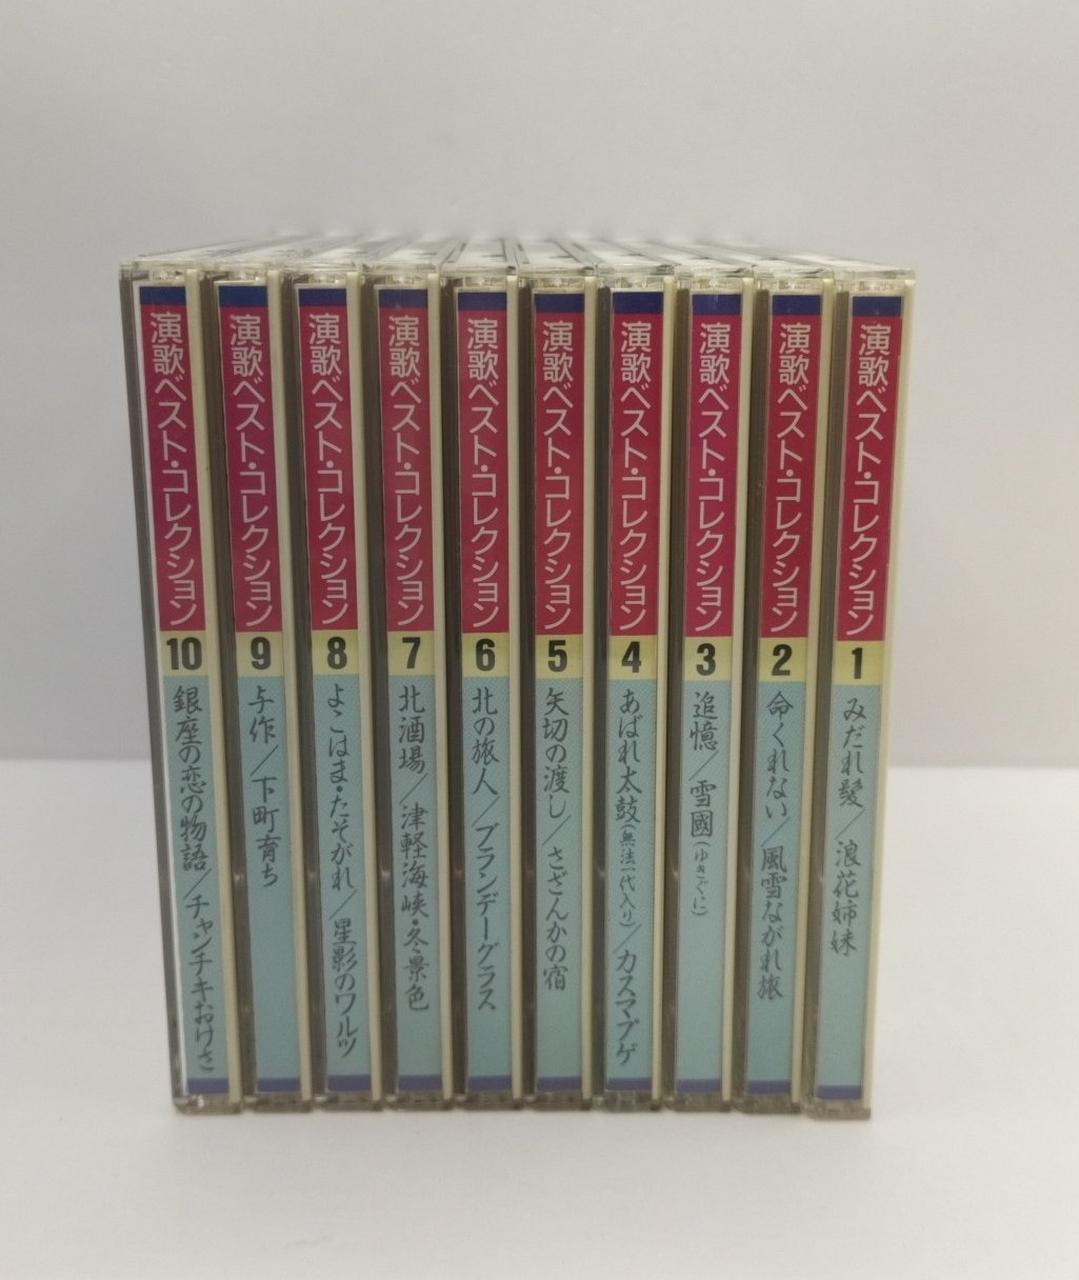 演歌ベスト・コレクション
1
みだれ髪／浪花姉妹
演歌ベスト・コレクション
2
命くれない／風雪ながれ旅
演歌ベスト・コレクション
3
追憶／雪國(ゆきぐに)
演歌ベスト・コレクション
4
あばれ太鼓(無法一代入り)／カスマプゲ
演歌ベスト・コレクション
5
矢切の渡し／さざんかの宿
演歌ベスト・コレクション
6
北の旅人／ブランデーグラス
演歌ベスト・コレクション
7
北酒場／津軽海峡・冬景色
演歌ベスト・コレクション
8
よこはま・たそがれ／星影のワルツ
演歌ベスト・コレクション
9
与作／下町育ち
演歌ベスト・コレクション
10
銀座の恋の物語／チャンチキおけさ